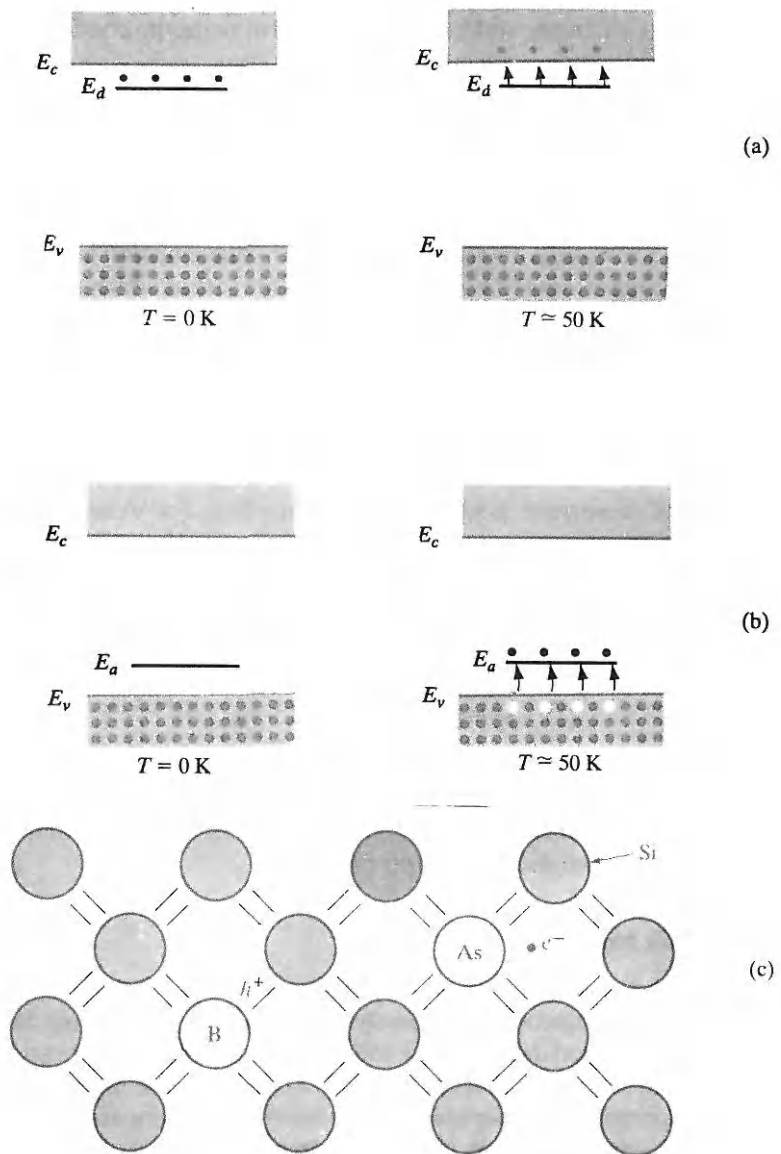 E_c
E_d
E_c
E_d
(a)
E_v
T = 0 K
E_v
T ≃ 50 K
E_c
E_c
(b)
E_a
E_v
T = 0 K
E_a
E_v
T ≃ 50 K
Si
As
e⁻
(c)
h⁺
B